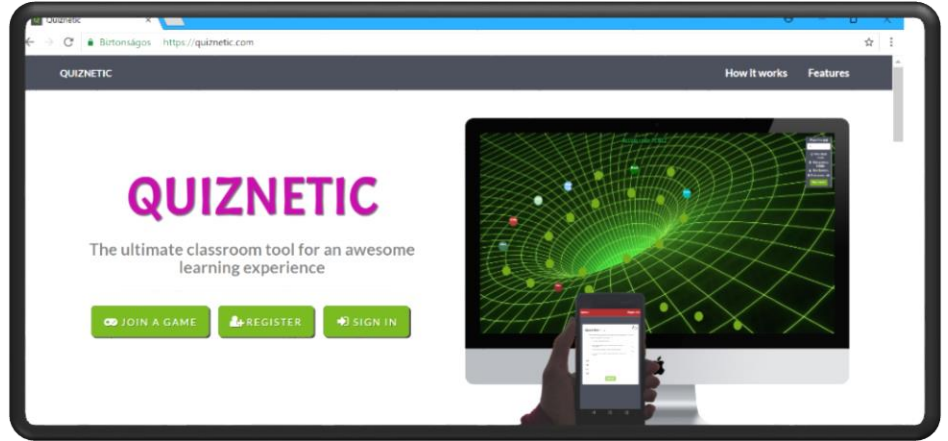 Quiznetic
Biztonságos https://quiznetic.com
QUIZNETIC
How it works Features
QUIZNETIC
The ultimate classroom tool for an awesome
learning experience
JOIN A GAME REGISTER SIGN IN